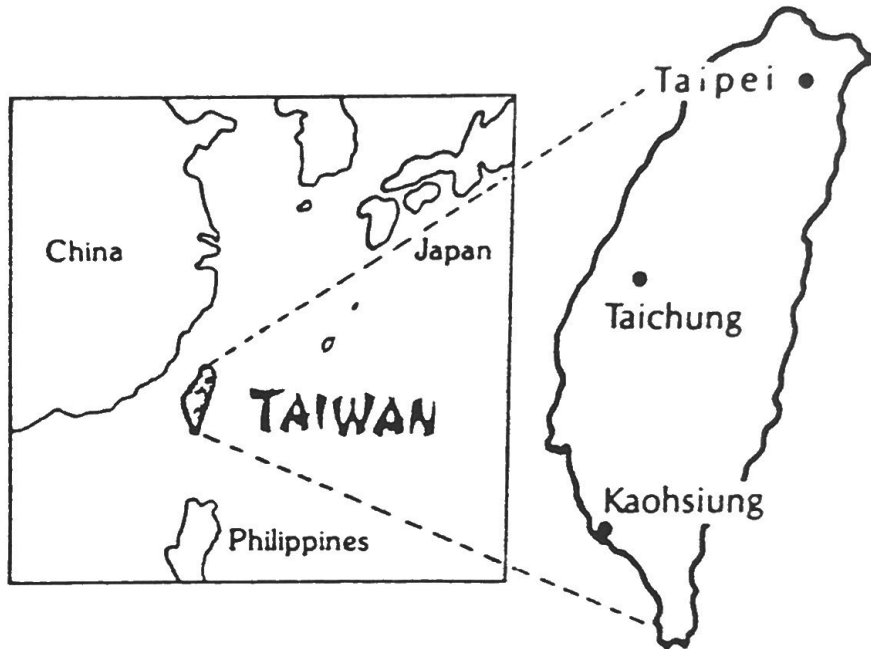 Taipei
China
Japan
Taichung
TAIWAN
Kaohsiung
Philippines